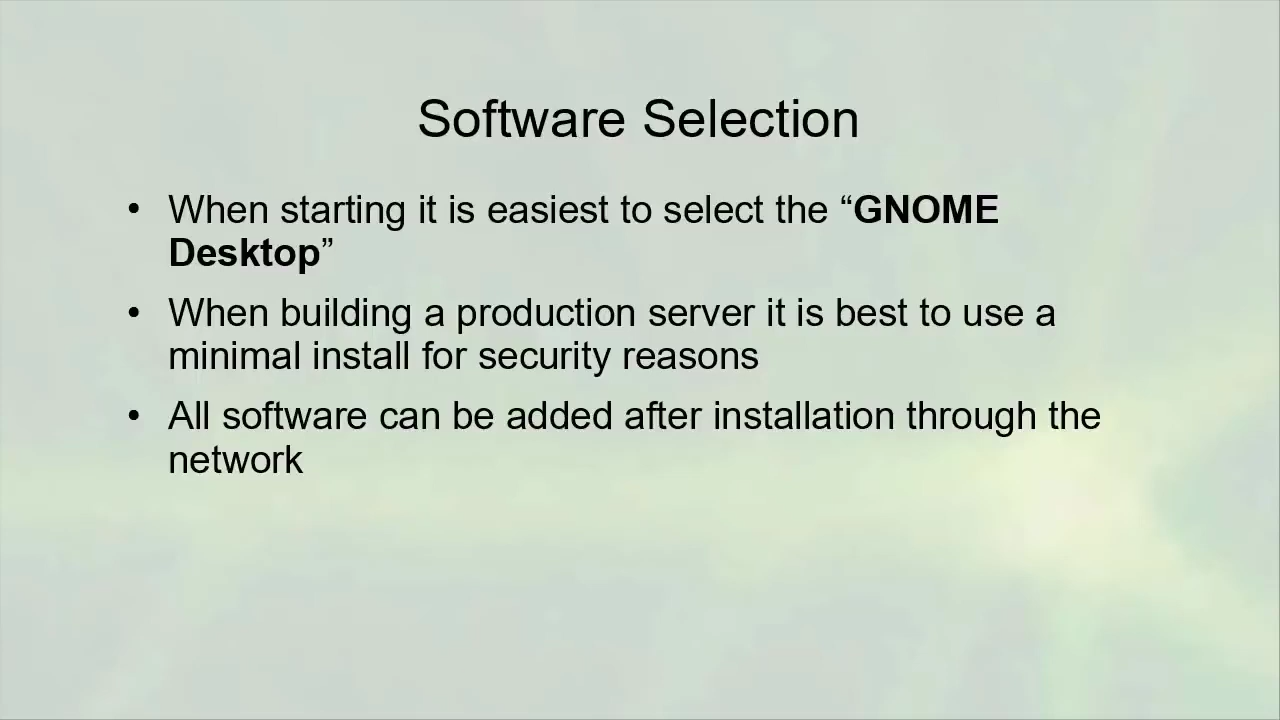 Software Selection
• When starting it is easiest to select the “GNOME
Desktop”
• When building a production server it is best to use a
minimal install for security reasons
• All software can be added after installation through the
network